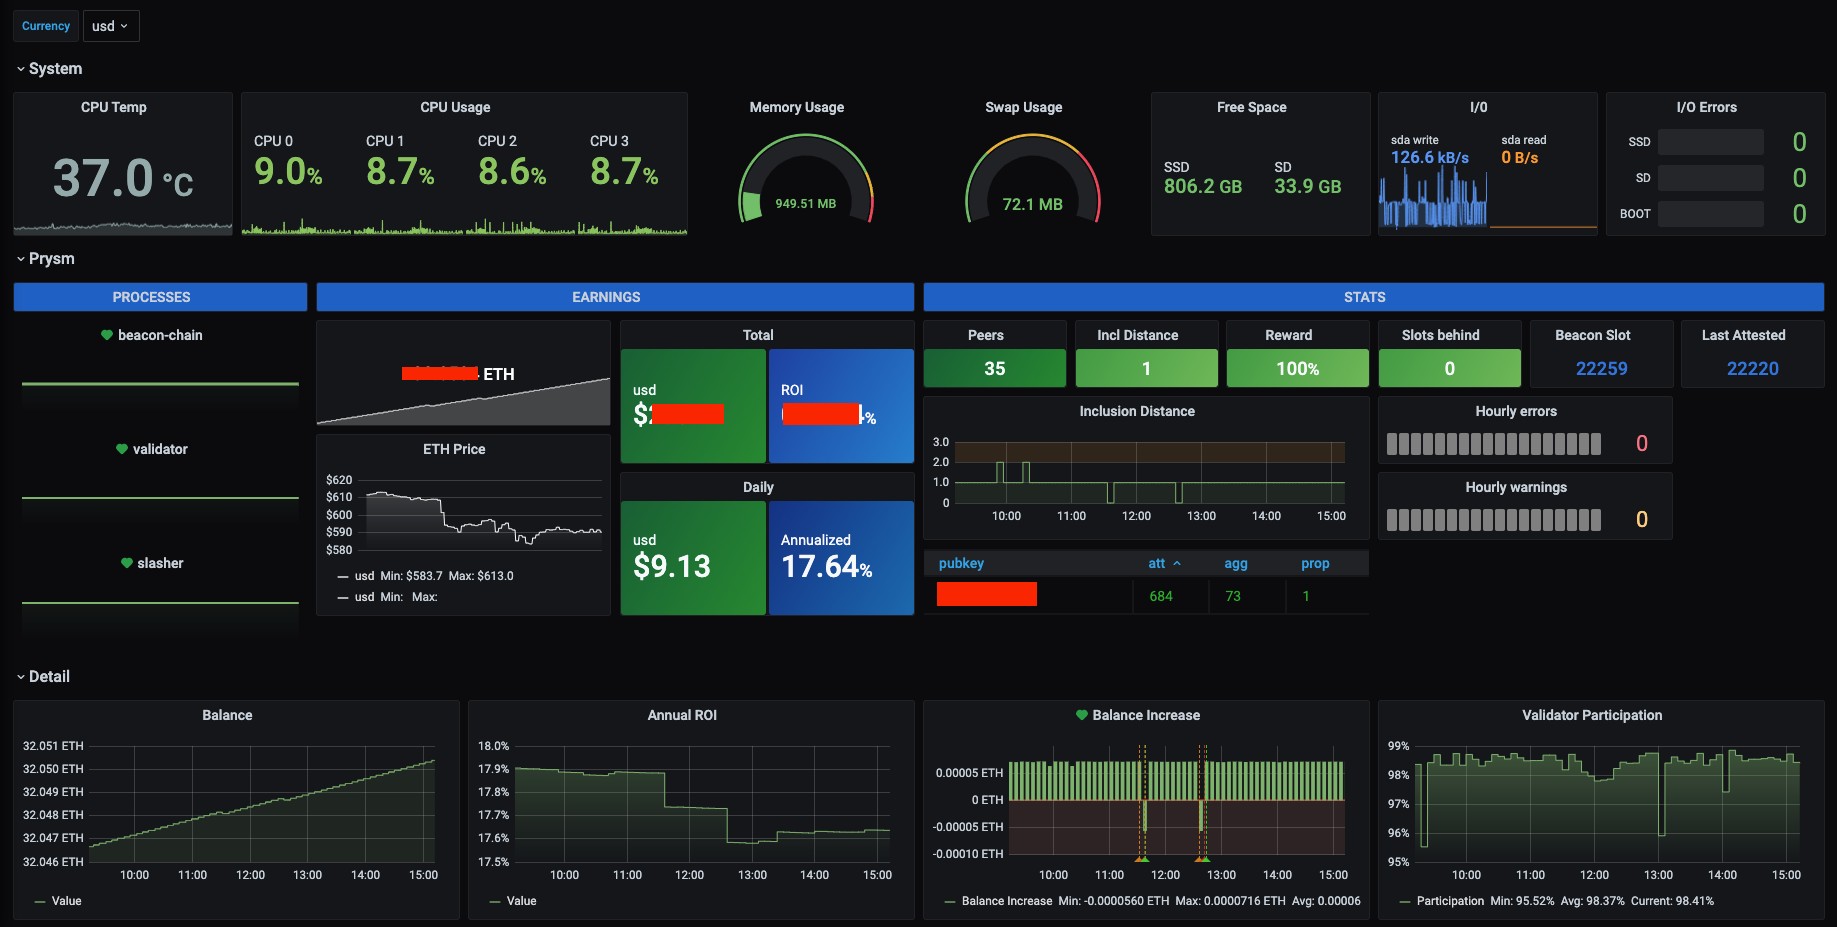 Currency usd
System
CPU Temp
37.0 °C
CPU Usage
CPU 0 CPU 1 CPU 2 CPU 3
9.0% 8.7% 8.6% 8.7%
Memory Usage
949.51 MB
Swap Usage
72.1 MB
Free Space
SSD SD
806.2 GB 33.9 GB
I/0
sda write sda read
126.6 kB/s 0 B/s
I/O Errors
SSD 0
SD 0
BOOT 0
Prysm
PROCESSES
beacon-chain
validator
slasher
EARNINGS
ETH
ETH Price
$620
$610
$600
$590
$580
usd Min: $583.7 Max: $613.0
usd Min: Max:
Total
usd ROI
$ %
Daily
usd Annualized
$9.13 17.64%
STATS
Peers Incl Distance Reward Slots behind Beacon Slot Last Attested
35 1 100% 0 22259 22220
Inclusion Distance
3.0
2.0
1.0
0
10:00 11:00 12:00 13:00 14:00 15:00
Hourly errors
0
Hourly warnings
0
pubkey att agg prop
684 73 1
Detail
Balance
32.051 ETH
32.050 ETH
32.049 ETH
32.048 ETH
32.047 ETH
32.046 ETH
10:00 11:00 12:00 13:00 14:00 15:00
Value
Annual ROI
18.0%
17.9%
17.8%
17.7%
17.6%
17.5%
10:00 11:00 12:00 13:00 14:00 15:00
Value
Balance Increase
0.00005 ETH
0 ETH
-0.00005 ETH
-0.00010 ETH
10:00 11:00 12:00 13:00 14:00 15:00
Balance Increase Min: -0.0000560 ETH Max: 0.0000716 ETH Avg: 0.00006
Validator Participation
99%
98%
97%
96%
95%
10:00 11:00 12:00 13:00 14:00 15:00
Participation Min: 95.52% Avg: 98.37% Current: 98.41%